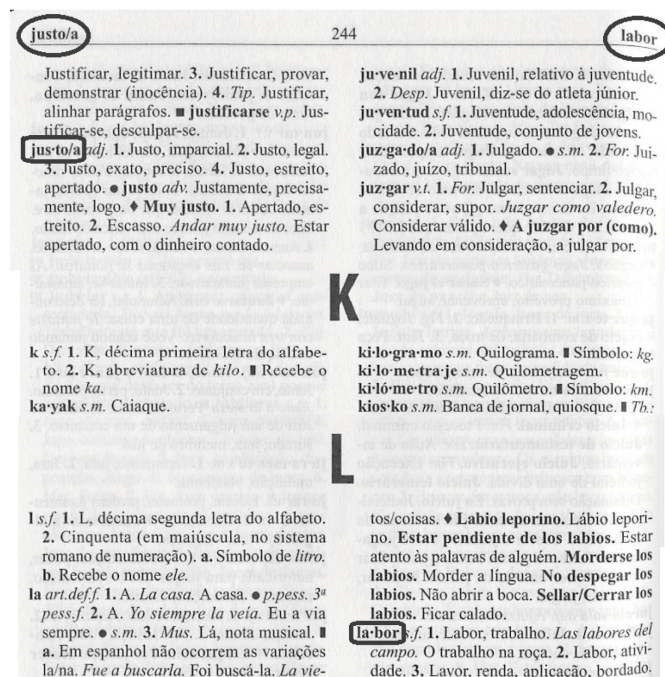 justo/a
244
labor
Justificar, legitimar. 3. Justificar, provar,
demonstrar (inocência). 4. Tip. Justificar,
alinhar parágrafos. ■ justificarse v.p. Jus-
tificar-se, desculpar-se.
jus·to/a adj. 1. Justo, imparcial. 2. Justo, legal.
3. Justo, exato, preciso. 4. Justo, estreito,
apertado. ● justo adv. Justamente, precisa-
mente, logo. ♦ Muy justo. 1. Apertado, es-
treito. 2. Escasso. Andar muy justo. Estar
apertado, com o dinheiro contado.
ju·ve·nil adj. 1. Juvenil, relativo à juventude.
2. Desp. Juvenil, diz-se do atleta júnior.
ju·ven·tud s.f. 1. Juventude, adolescência, mo-
cidade. 2. Juventude, conjunto de jovens.
juz·ga·do/a adj. 1. Julgado. ● s.m. 2. For. Jui-
zado, juízo, tribunal.
juz·gar v.t. 1. For. Julgar, sentenciar. 2. Julgar,
considerar, supor. Juzgar como valedero.
Considerar válido. ♦ A juzgar por (como).
Levando em consideração, a julgar por.
K
k s.f. 1. K, décima primeira letra do alfabe-
to. 2. K, abreviatura de kilo. ▮ Recebe o
nome ka.
ka·yak s.m. Caiaque.
ki·lo·gra·mo s.m. Quilograma. ▮ Símbolo: kg.
ki·lo·me·tra·je s.m. Quilometragem.
ki·ló·me·tro s.m. Quilômetro. ▮ Símbolo: km.
kios·ko s.m. Banca de jornal, quiosque. ▮ Tb.:
L
l s.f. 1. L, décima segunda letra do alfabeto.
2. Cinquenta (em maiúscula, no sistema
romano de numeração). a. Símbolo de litro.
b. Recebe o nome ele.
la art.def.f. 1. A. La casa. A casa. ● p.pess. 3ª
pess.f. 2. A. Yo siempre la veía. Eu a via
sempre. ● s.m. 3. Mus. Lá, nota musical. ▮
a. Em espanhol não ocorrem as variações
la/na. Fue a buscarla. Foi buscá-la. La vie-
tos/coisas. ♦ Labio leporino. Lábio lepori-
no. Estar pendiente de los labios. Estar
atento às palavras de alguém. Morderse los
labios. Morder a língua. No despegar los
labios. Não abrir a boca. Sellar/Cerrar los
labios. Ficar calado.
la·bor s.f. 1. Labor, trabalho. Las labores del
campo. O trabalho na roça. 2. Labor, ativi-
dade. 3. Lavor, renda, aplicação, bordado.